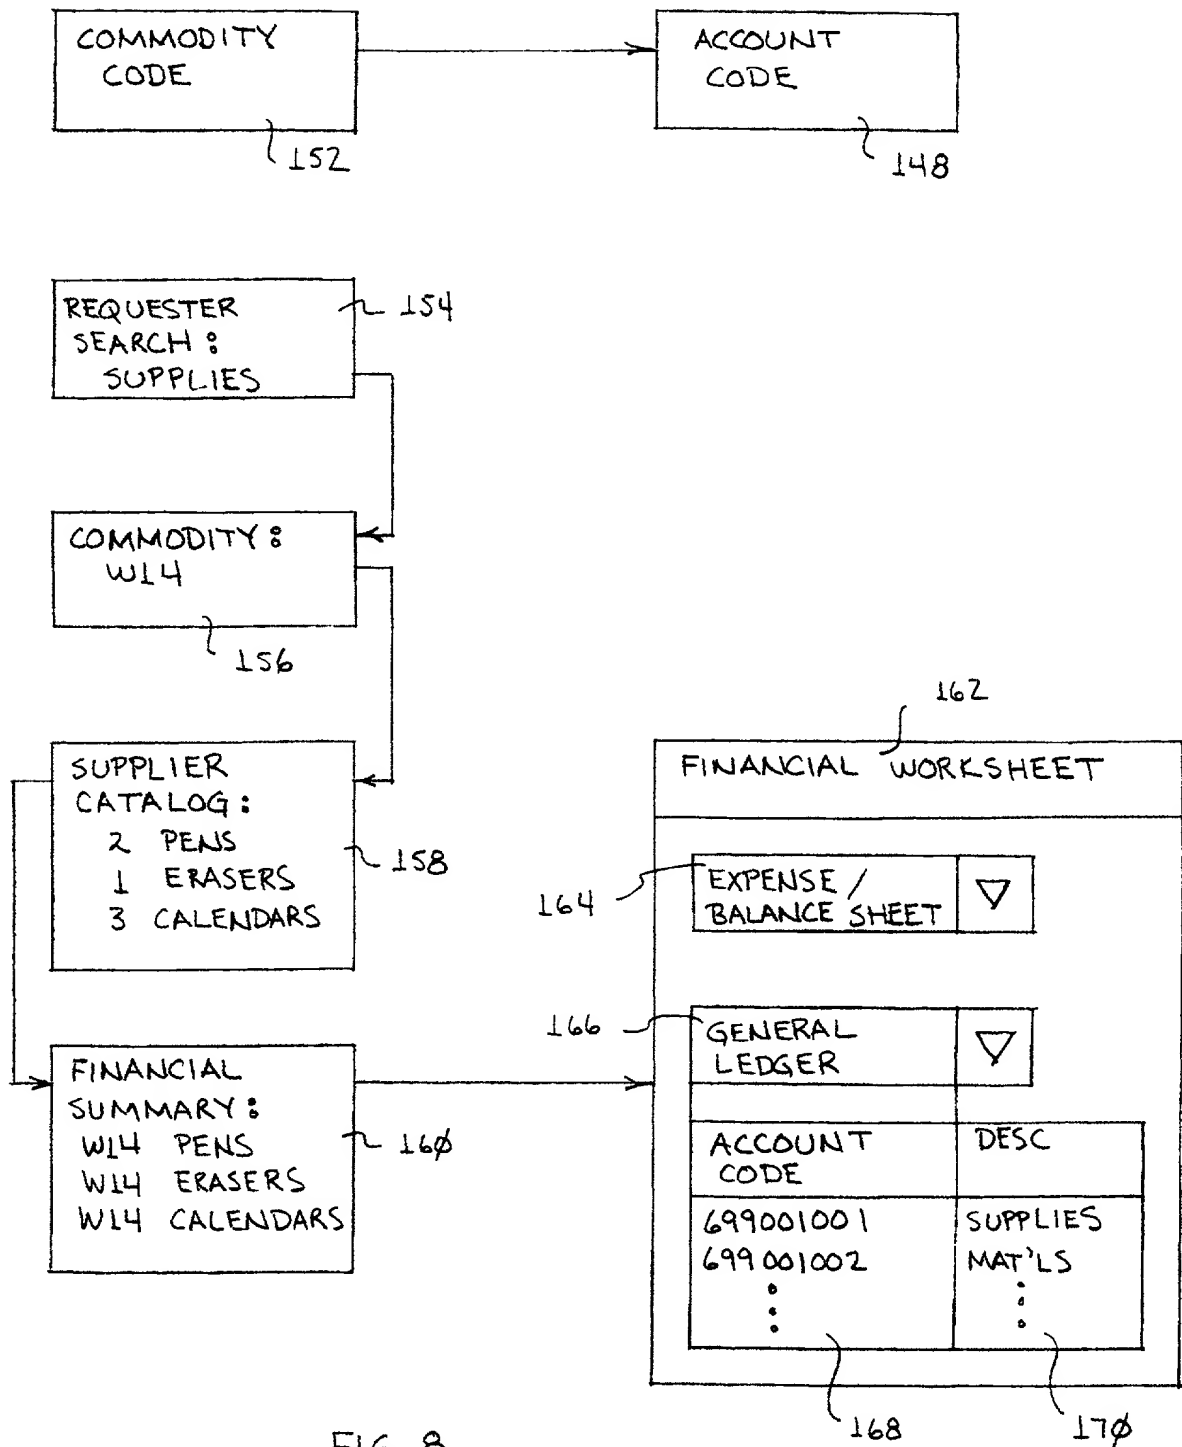 COMMODITY
CODE
152
ACCOUNT
CODE
148
REQUESTER
SEARCH:
SUPPLIES
154
COMMODITY:
W14
156
SUPPLIER
CATALOG:
2 PENS
1 ERASERS
3 CALENDARS
158
FINANCIAL
SUMMARY:
W14 PENS
W14 ERASERS
W14 CALENDARS
160
162
FINANCIAL WORKSHEET
164
EXPENSE/
BALANCE SHEET
166
GENERAL
LEDGER
ACCOUNT
CODE
DESC
699001001 SUPPLIES
699001002 MAT'LS
168
170
FIG. 8